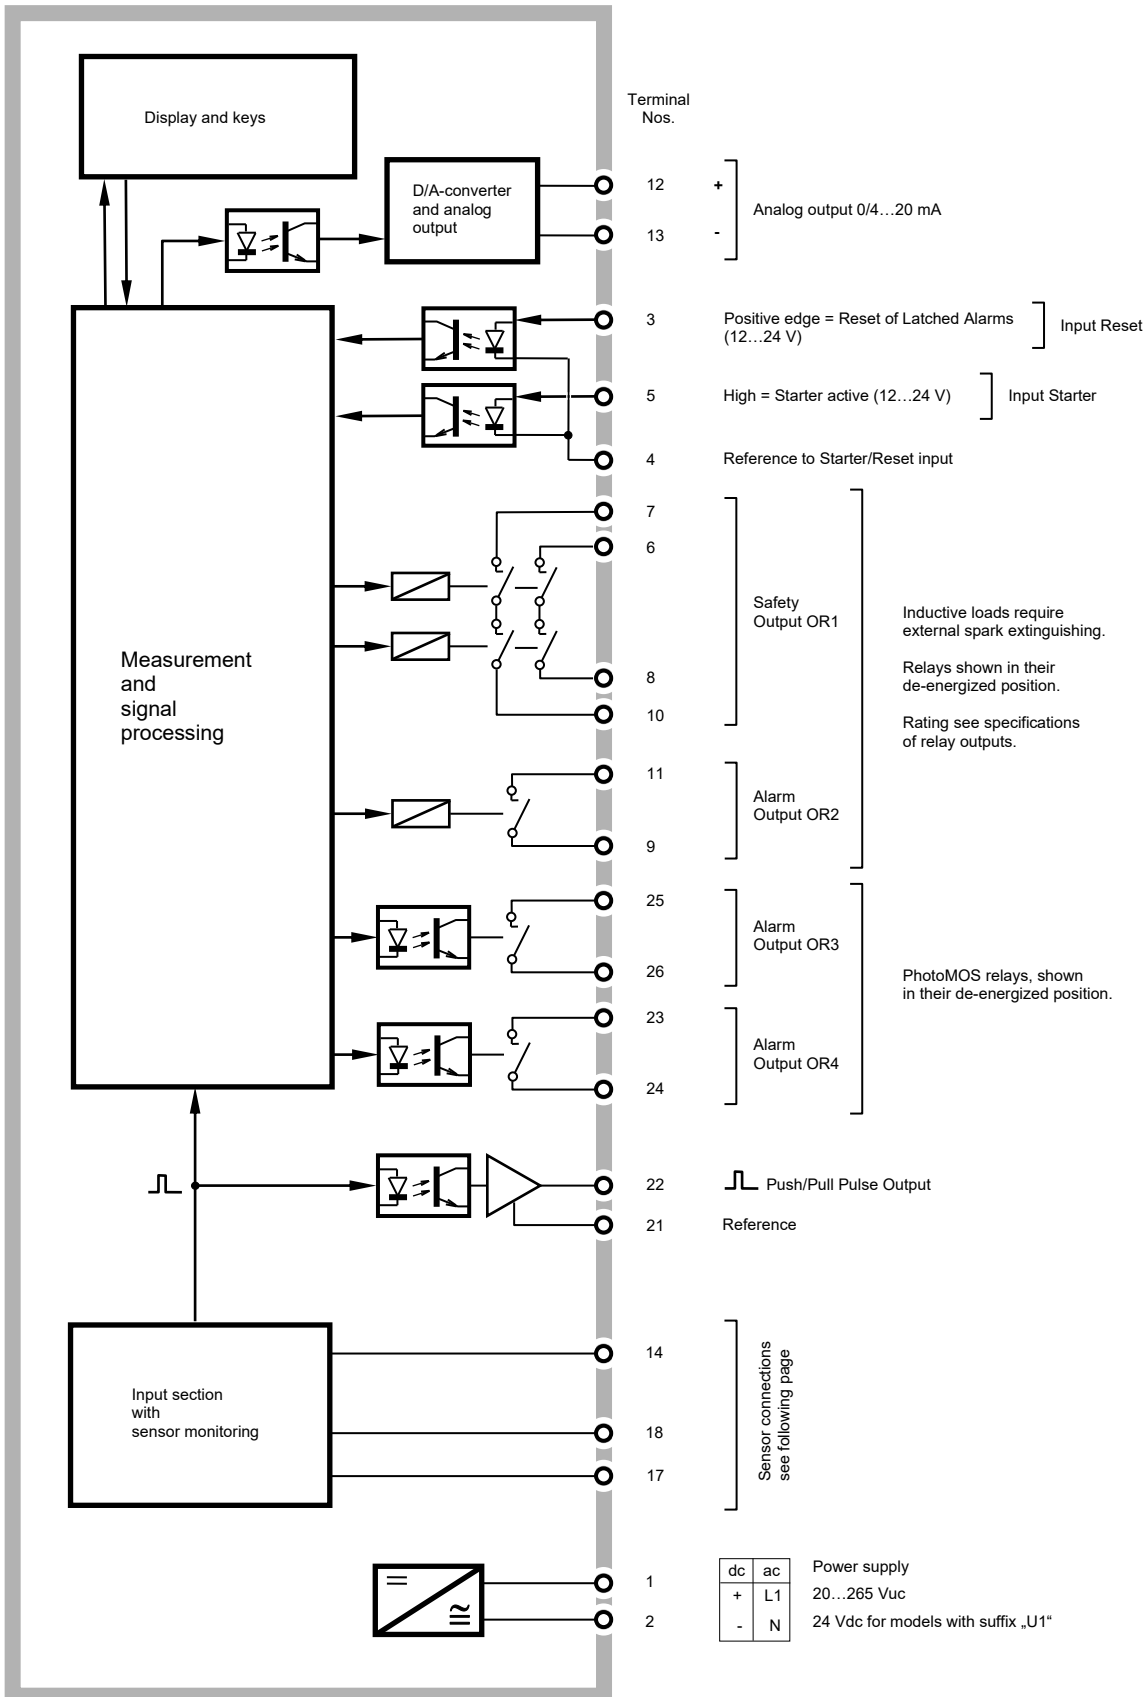 Display and keys
Terminal
Nos.
D/A-converter
and analog
output
12
+
13
-
Analog output 0/4…20 mA
3
Positive edge = Reset of Latched Alarms
(12…24 V)
Input Reset
5
High = Starter active (12…24 V)
Input Starter
4
Reference to Starter/Reset input
Measurement
and
signal
processing
7
6
8
10
Safety
Output OR1
Inductive loads require
external spark extinguishing.
Relays shown in their
de-energized position.
Rating see specifications
of relay outputs.
11
9
Alarm
Output OR2
25
26
Alarm
Output OR3
PhotoMOS relays, shown
in their de-energized position.
23
24
Alarm
Output OR4
22
Push/Pull Pulse Output
21
Reference
Input section
with
sensor monitoring
14
18
17
Sensor connections
see following page
1
2
dc ac
+ L1
- N
Power supply
20…265 Vuc
24 Vdc for models with suffix „U1“